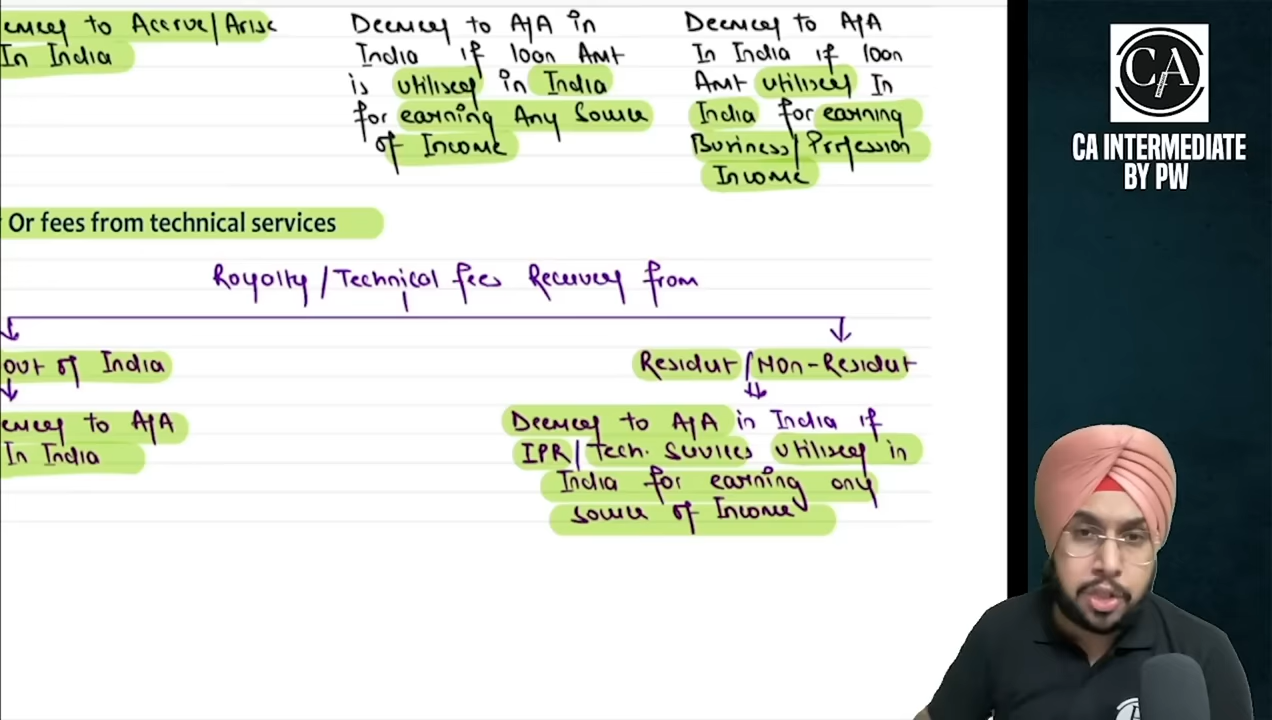 to Accrue/Arise
In India
Deemed to A/A in
India if loan Amt
is utilised in India
for earning Any Source
of Income
Deemed to A/A
In India if loan
Amt utilised In
India for earning
Business/Profession
Income
CA
CA INTERMEDIATE
BY PW
Or fees from technical services
Royalty/Technical fees Received from
out of India
Resident/Non-Resident
to A/A
In India
Deemed to A/A in India if
IPR/tech. Services utilised in
India for earning any
source of Income